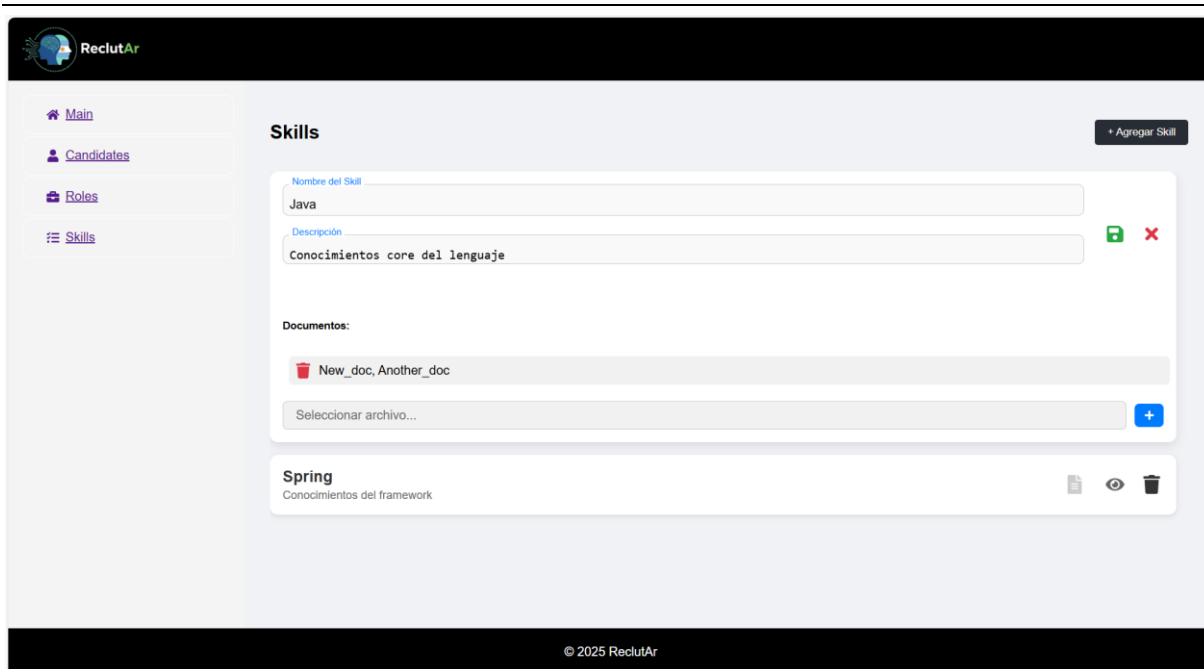 ReclutAr
Main
Candidates
Roles
Skills
Skills
+ Agregar Skill
Nombre del Skill
Java
Descripción
Conocimientos core del lenguaje
Documentos:
New_doc, Another_doc
Seleccionar archivo...
+
Spring
Conocimientos del framework
© 2025 ReclutAr